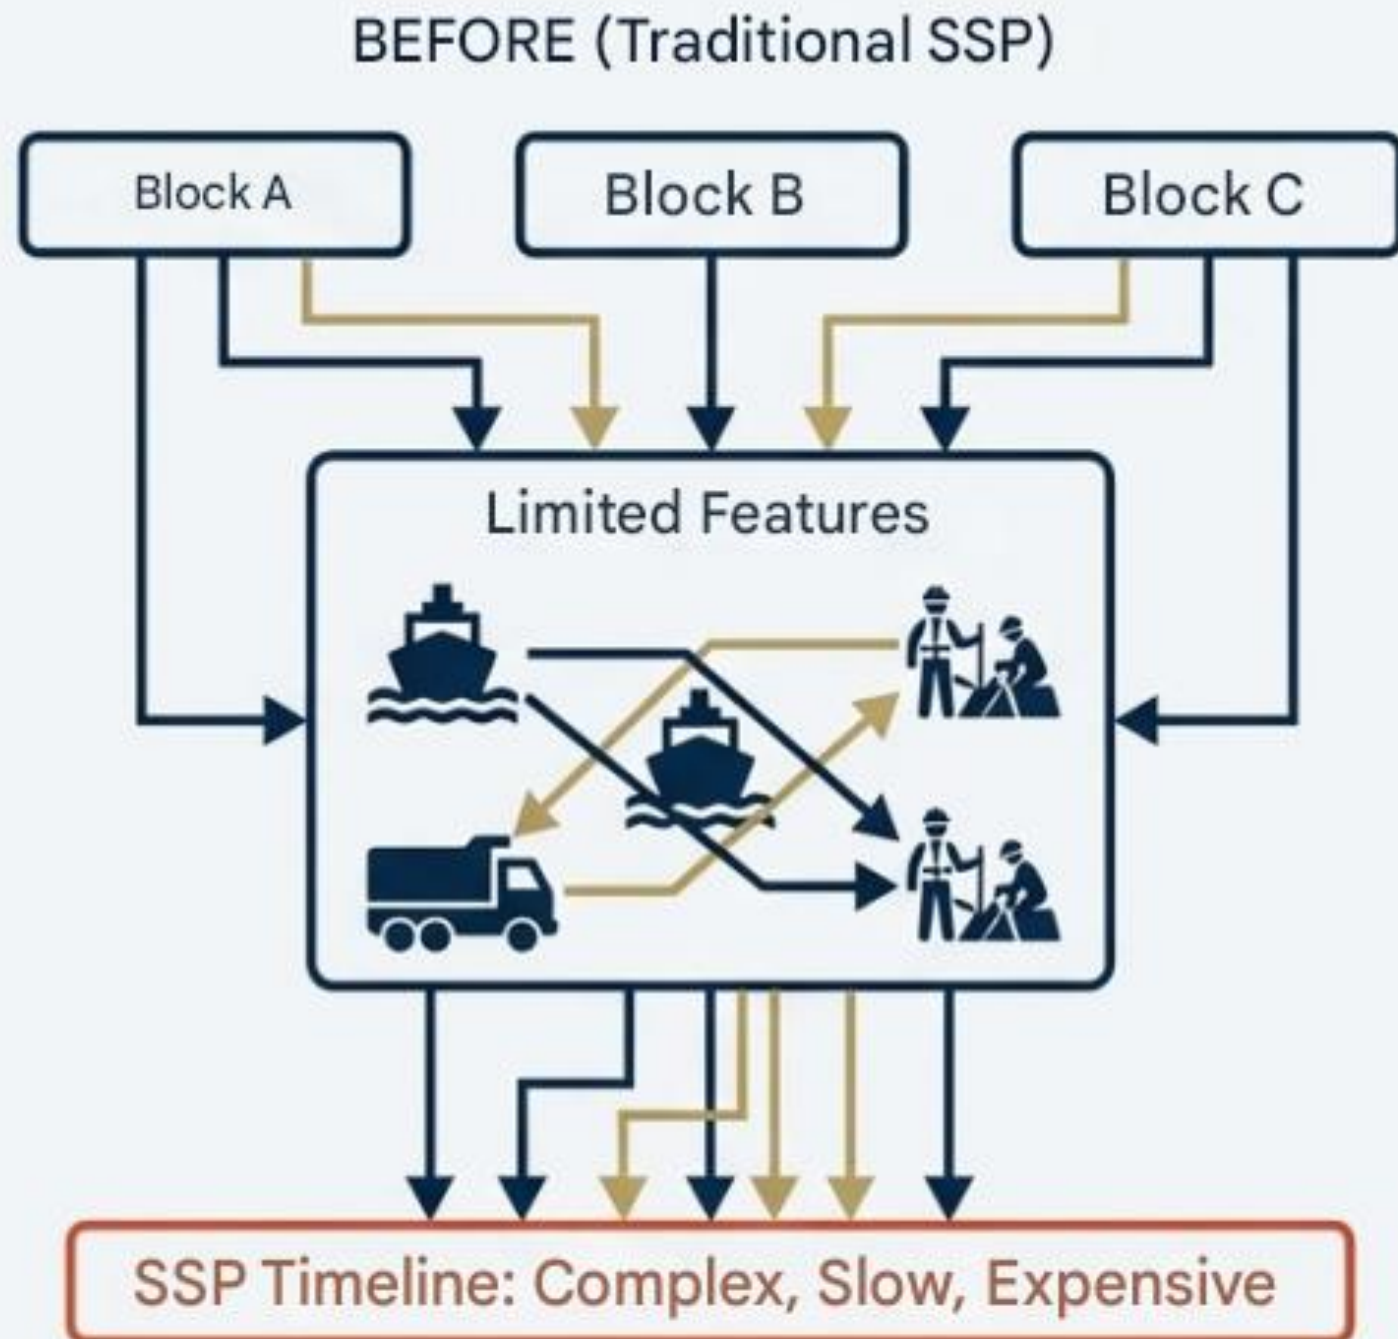 BEFORE (Traditional SSP)
Block A
Block B
Block C
Limited Features
SSP Timeline: Complex, Slow, Expensive